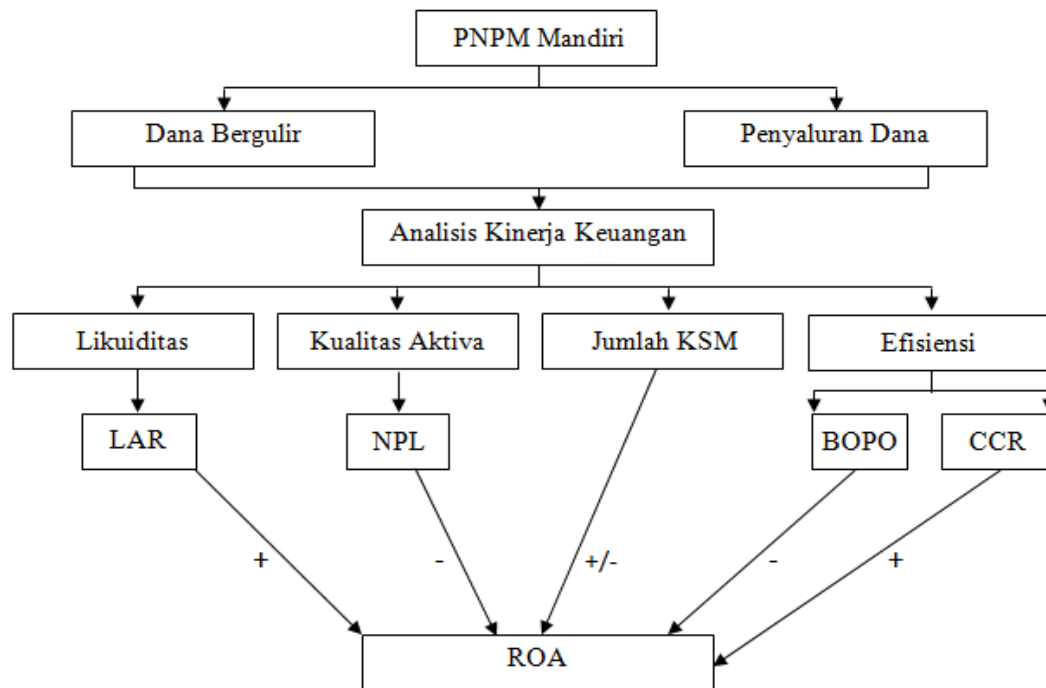 PNPM Mandiri
Dana Bergulir
Penyaluran Dana
Analisis Kinerja Keuangan
Likuiditas
Kualitas Aktiva
Jumlah KSM
Efisiensi
LAR
NPL
BOPO
CCR
+
-
+/-
-
+
ROA